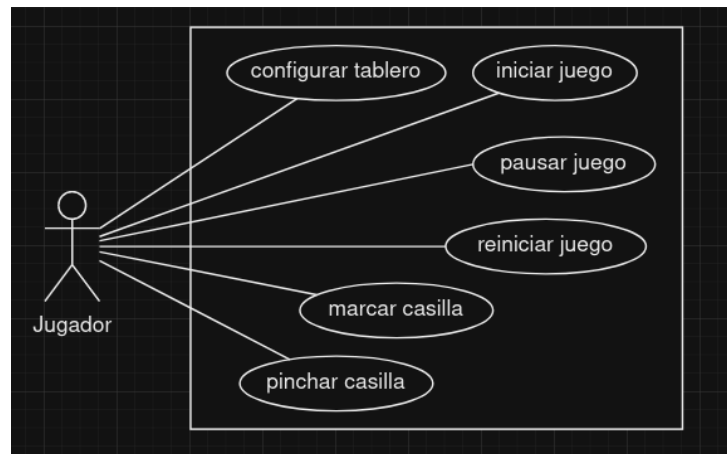 configurar tablero
iniciar juego
pausar juego
reiniciar juego
marcar casilla
pinchar casilla
Jugador